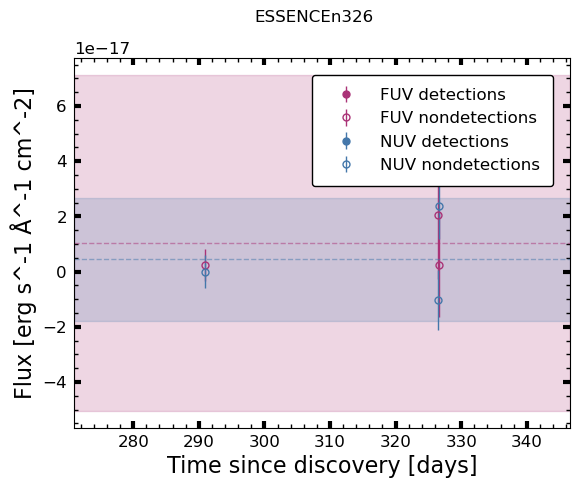 ESSENCEn326
1e−17
FUV detections
FUV nondetections
NUV detections
NUV nondetections
6
4
2
0
−2
−4
Flux [erg s^-1 Å^-1 cm^-2]
280 290 300 310 320 330 340
Time since discovery [days]